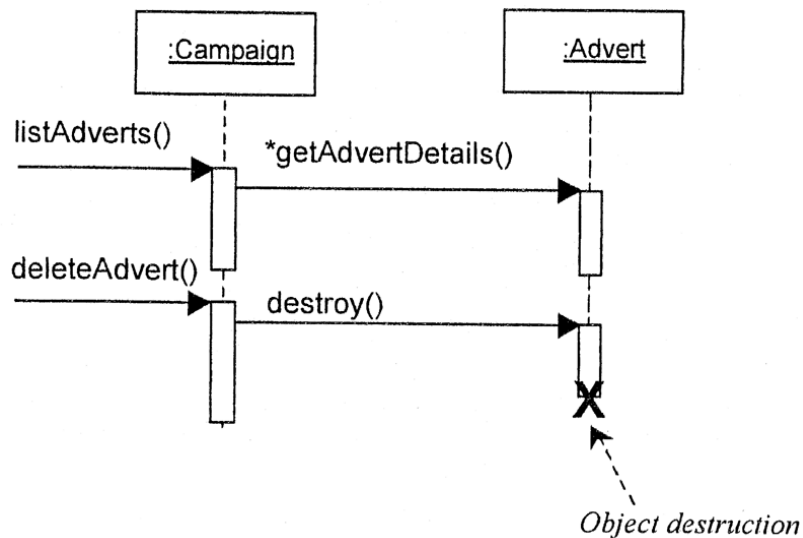 :Campaign
:Advert
listAdverts()
*getAdvertDetails()
deleteAdvert()
destroy()
X
Object destruction